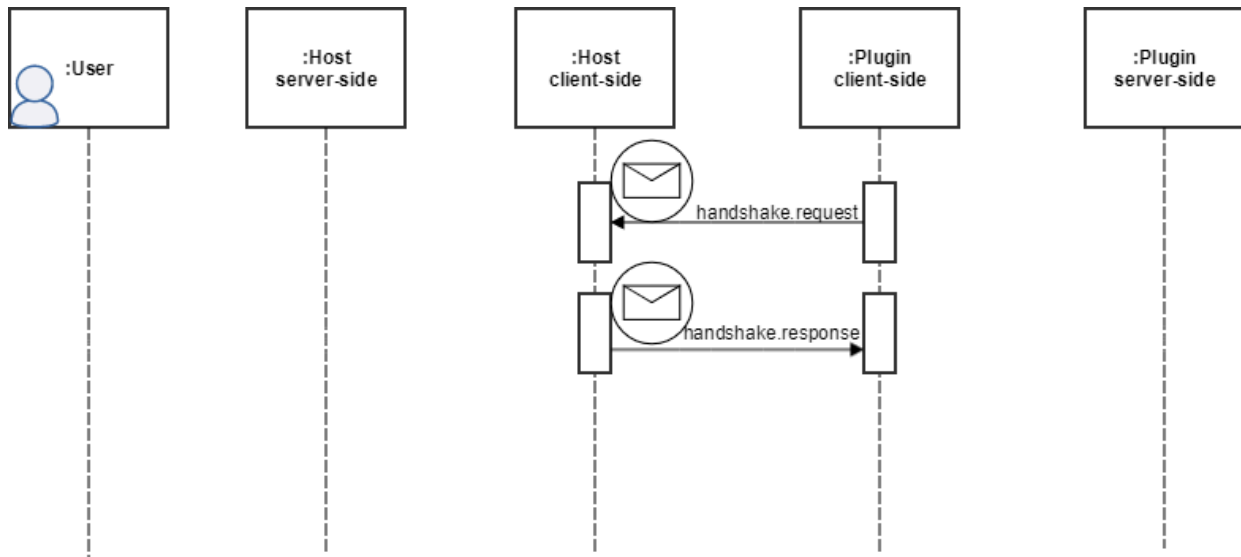 :User
:Host
server-side
:Host
client-side
:Plugin
client-side
:Plugin
server-side
handshake.request
handshake.response